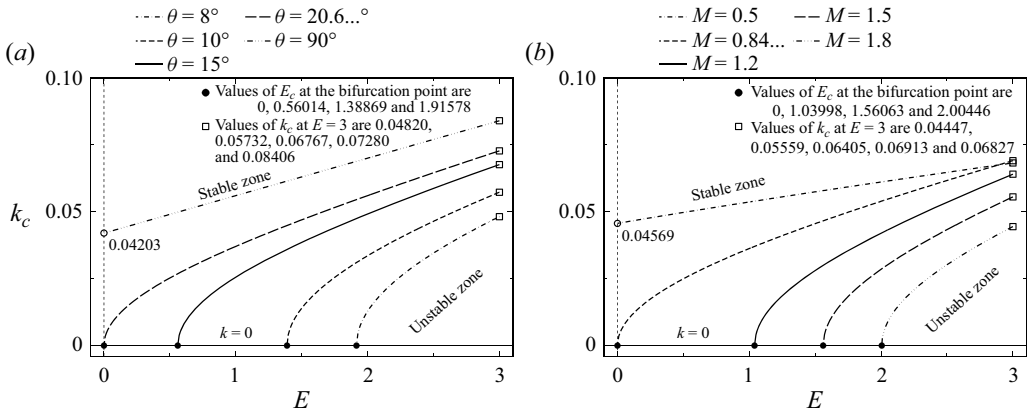 θ = 8°
θ = 20.6...°
θ = 10°
θ = 90°
θ = 15°
(a)
0.10
0.05
0
k_c
Values of E_c at the bifurcation point are
0, 0.56014, 1.38869 and 1.91578
Values of k_c at E = 3 are 0.04820,
0.05732, 0.06767, 0.07280
and 0.08406
Stable zone
0.04203
Unstable zone
k = 0
0
1
2
3
E
M = 0.5
M = 1.5
M = 0.84...
M = 1.8
M = 1.2
(b)
0.10
0.05
0
Values of E_c at the bifurcation point are
0, 1.03998, 1.56063 and 2.00446
Values of k_c at E = 3 are 0.04447,
0.05559, 0.06405, 0.06913 and 0.06827
Stable zone
0.04569
Unstable zone
k = 0
0
1
2
3
E